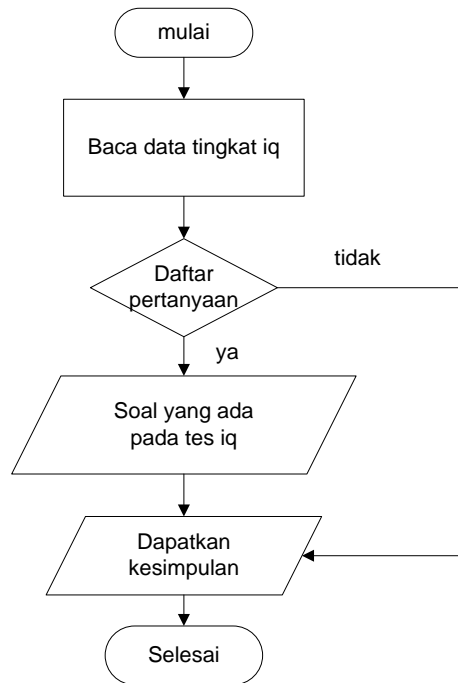 mulai
Baca data tingkat iq
Daftar
pertanyaan
tidak
ya
Soal yang ada
pada tes iq
Dapatkan
kesimpulan
Selesai